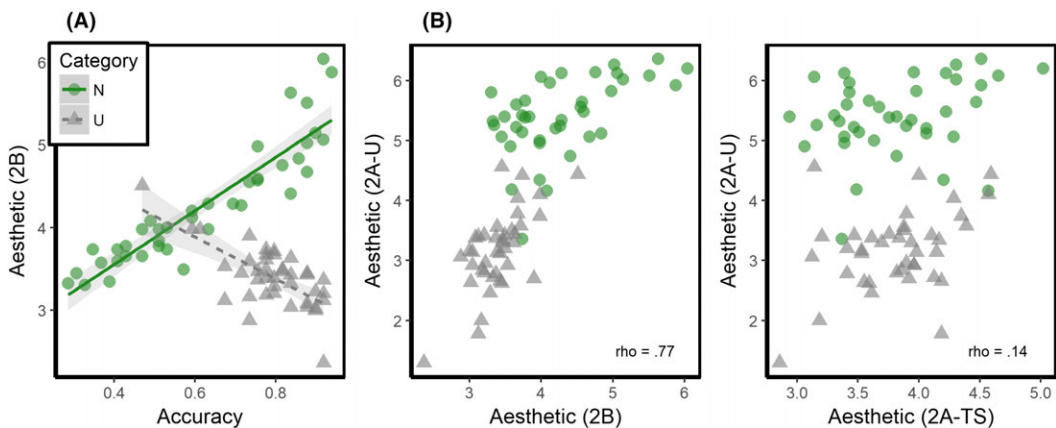 (A)
Category
N
U
Aesthetic (2B)
6
5
4
3
0.4 0.6 0.8
Accuracy
(B)
Aesthetic (2A-U)
6
5
4
3
2
rho = .77
3 4 5 6
Aesthetic (2B)
Aesthetic (2A-U)
6
5
4
3
2
rho = .14
3.0 3.5 4.0 4.5 5.0
Aesthetic (2A-TS)